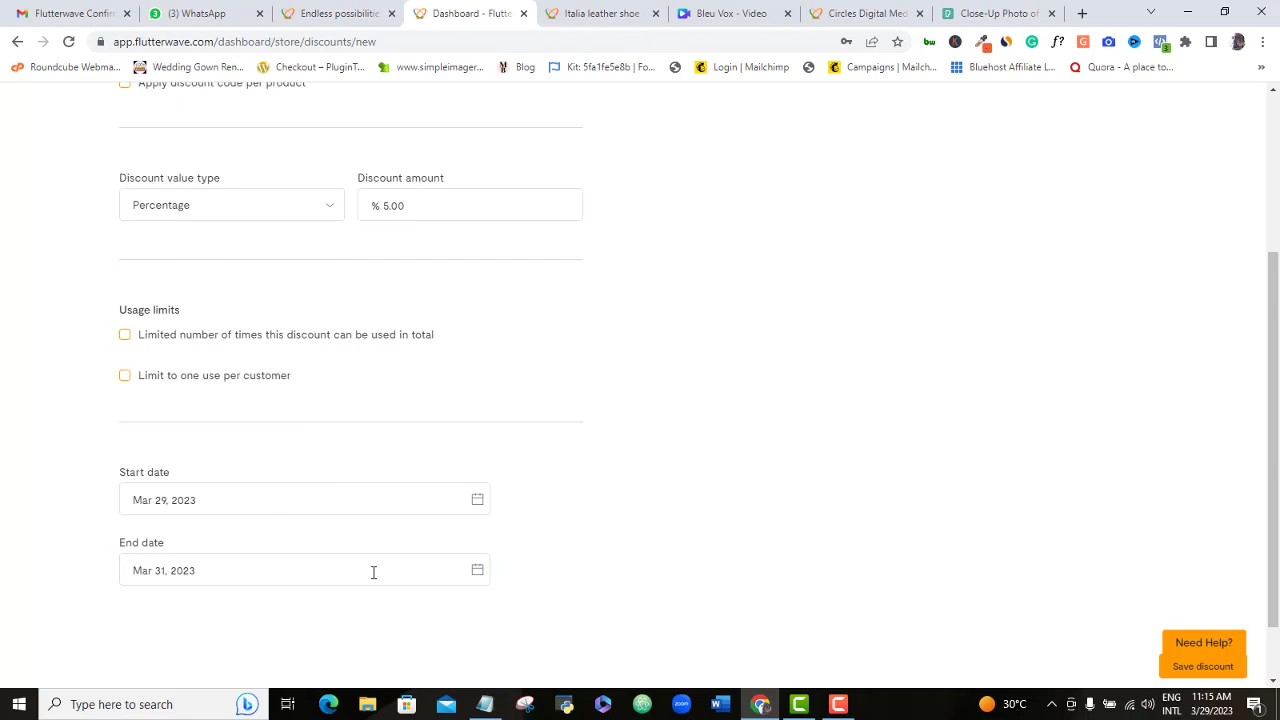 Flutterwave Confir
(3) WhatsApp
Endless possibilitie
Dashboard - Flutte
Italia leather shoe
Bleu Vox - Video
Circles Digital Med
Close-Up Photo of
app.flutterwave.com/dashboard/store/discounts/new
Roundcube Webma...
Wedding Gown Ren...
Checkout – PluginT...
www.simpleimager...
Blog
Kit: 5fa1fe5e8b | Fo...
Login | Mailchimp
Campaigns | Mailch...
Bluehost Affiliate L...
Quora - A place to...
Apply discount code per product
Discount value type
Discount amount
Percentage
% 5.00
Usage limits
Limited number of times this discount can be used in total
Limit to one use per customer
Start date
Mar 29, 2023
End date
Mar 31, 2023
Need Help?
Save discount
Type here to search
30°C
ENG
INTL
11:15 AM
3/29/2023